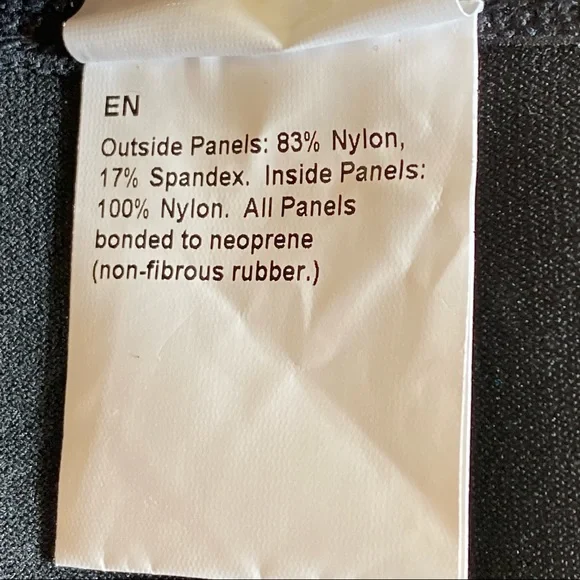 EN
Outside Panels: 83% Nylon,
17% Spandex. Inside Panels:
100% Nylon. All Panels
bonded to neoprene
(non-fibrous rubber.)